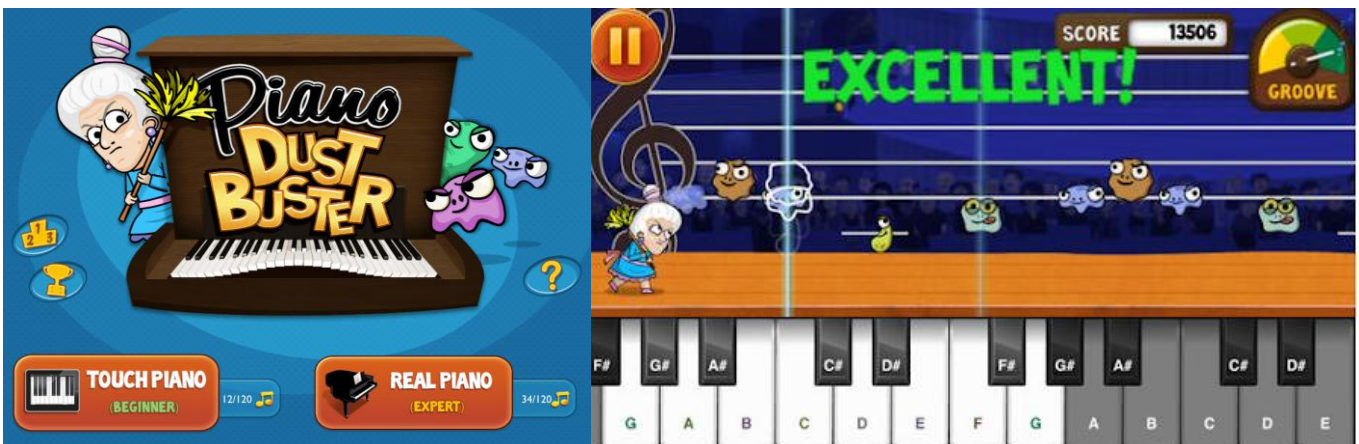 Piano
DUST
BUSTER
1
2 3
?
TOUCH PIANO
(BEGINNER)
12/120
REAL PIANO
(EXPERT)
34/120
SCORE 13506
EXCELLENT!
GROOVE
F# G# A# C# D# F# G# A# C# D#
G A B C D E F G A B C D E